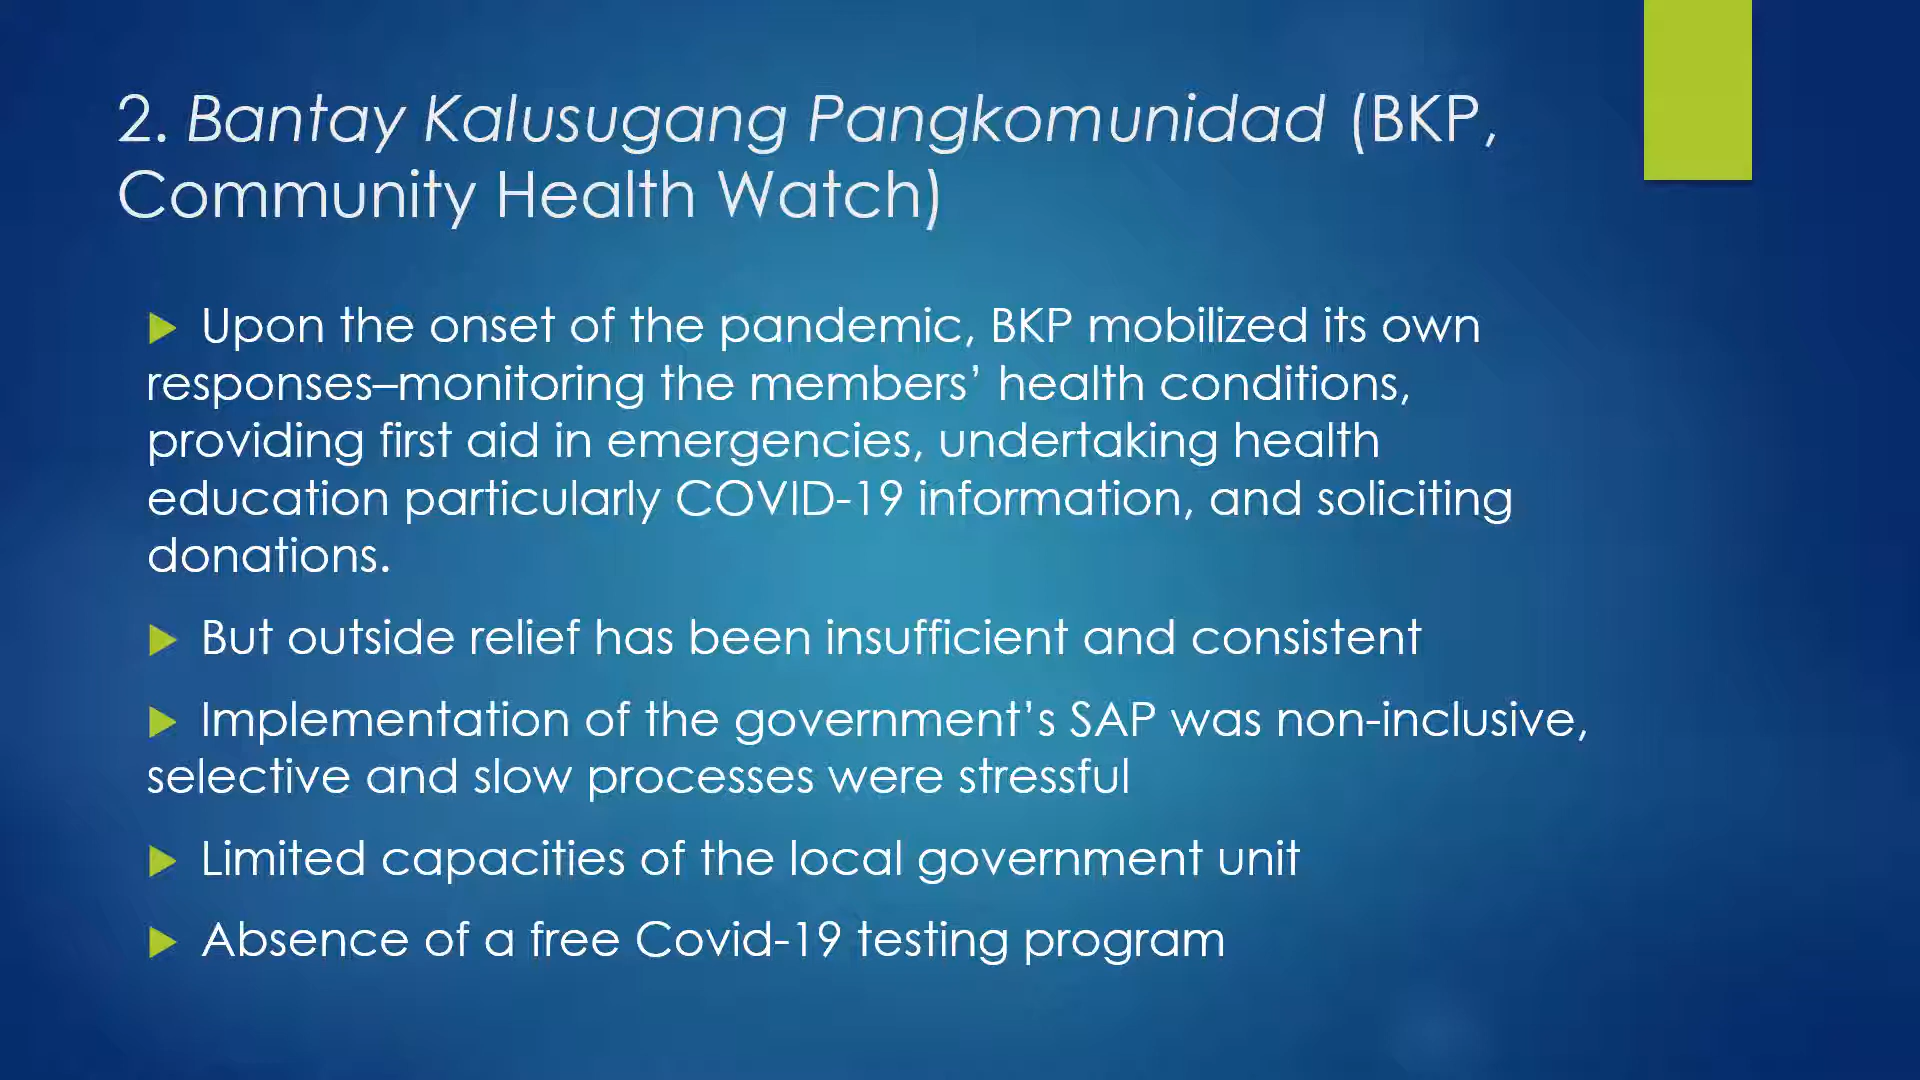 2. Bantay Kalusugang Pangkomunidad (BKP,
Community Health Watch)
Upon the onset of the pandemic, BKP mobilized its own
responses–monitoring the members’ health conditions,
providing first aid in emergencies, undertaking health
education particularly COVID-19 information, and soliciting
donations.
But outside relief has been insufficient and consistent
Implementation of the government’s SAP was non-inclusive,
selective and slow processes were stressful
Limited capacities of the local government unit
Absence of a free Covid-19 testing program